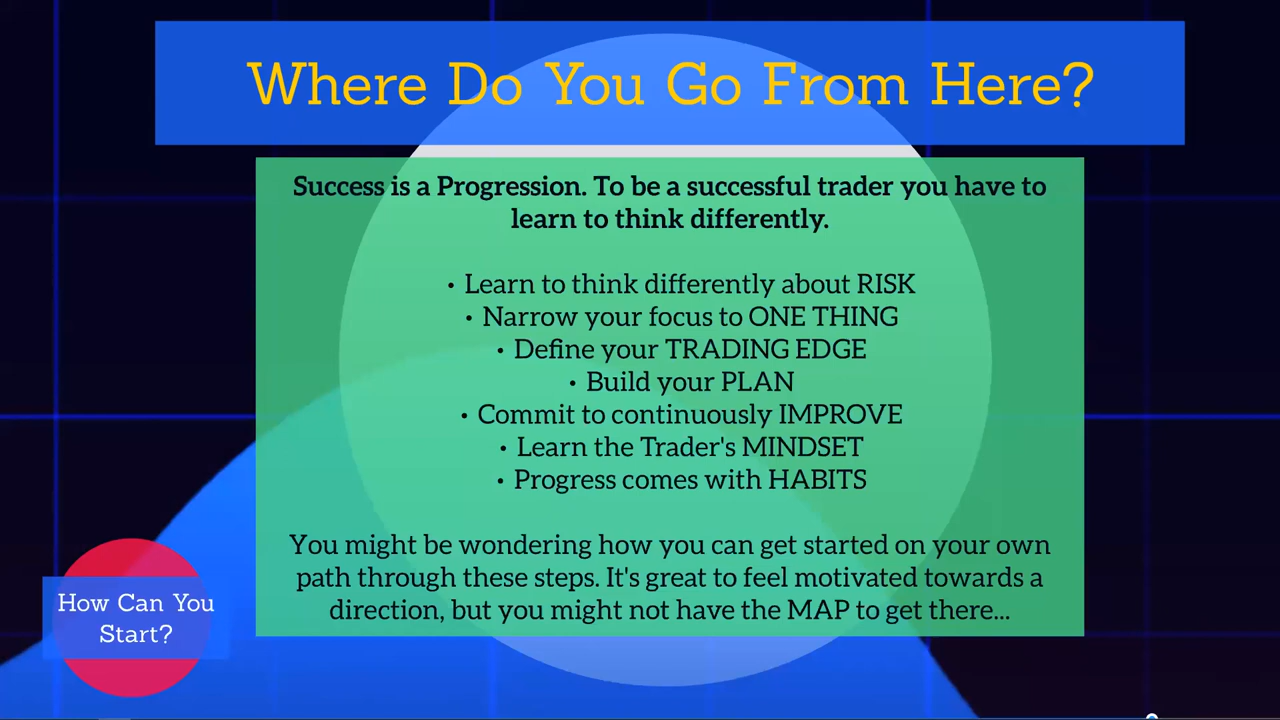 Where Do You Go From Here?
Success is a Progression. To be a successful trader you have to
learn to think differently.
• Learn to think differently about RISK
• Narrow your focus to ONE THING
• Define your TRADING EDGE
• Build your PLAN
• Commit to continuously IMPROVE
• Learn the Trader's MINDSET
• Progress comes with HABITS
You might be wondering how you can get started on your own
path through these steps. It's great to feel motivated towards a
direction, but you might not have the MAP to get there...
How Can You
Start?